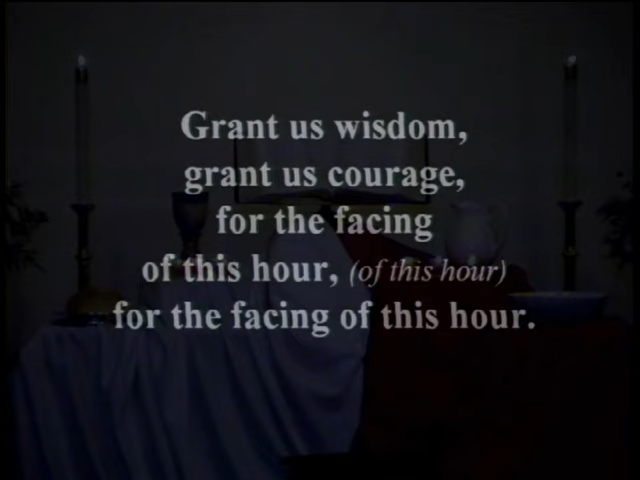 Grant us wisdom,
grant us courage,
for the facing
of this hour, (of this hour)
for the facing of this hour.